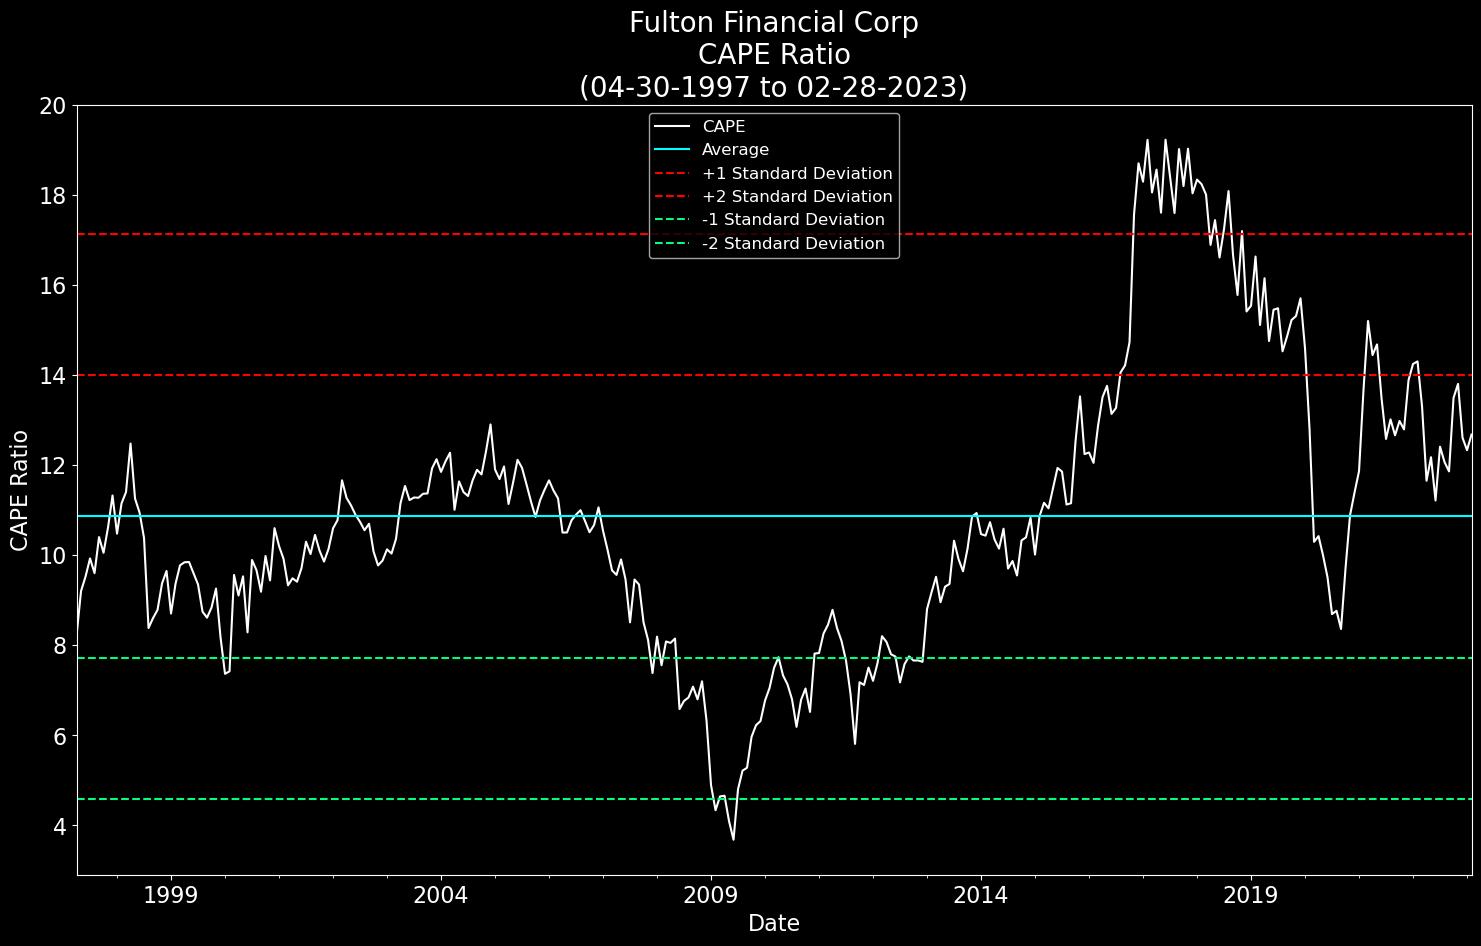 Fulton Financial Corp
CAPE Ratio
(04-30-1997 to 02-28-2023)
CAPE
Average
+1 Standard Deviation
+2 Standard Deviation
-1 Standard Deviation
-2 Standard Deviation
20
18
16
14
12
10
8
6
4
CAPE Ratio
1999 2004 2009 2014 2019
Date